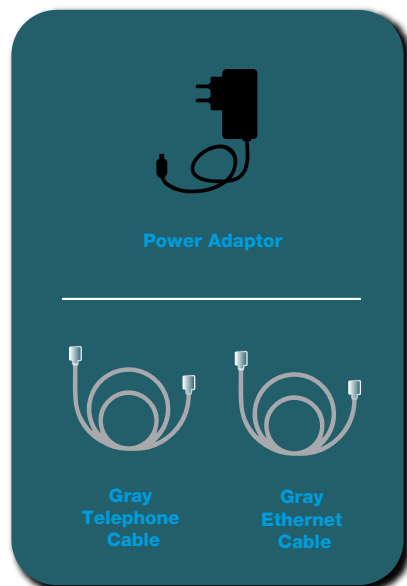 Power Adaptor
Gray
Telephone
Cable
Gray
Ethernet
Cable